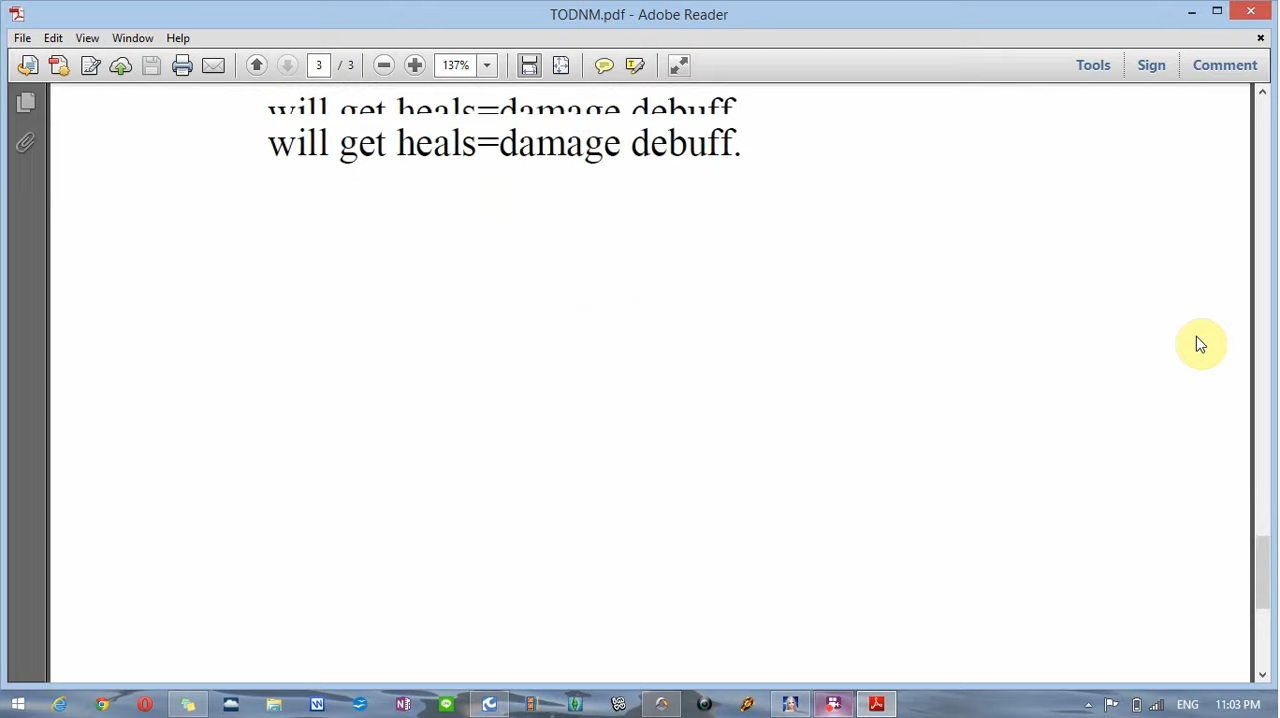 TODNM.pdf - Adobe Reader
File Edit View Window Help
3 / 3 137% Tools Sign Comment
will get heals=damage debuff
will get heals=damage debuff.
ENG 11:03 PM